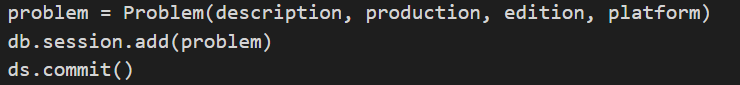 problem = Problem(description, production, edition, platform)
db.session.add(problem)
ds.commit()